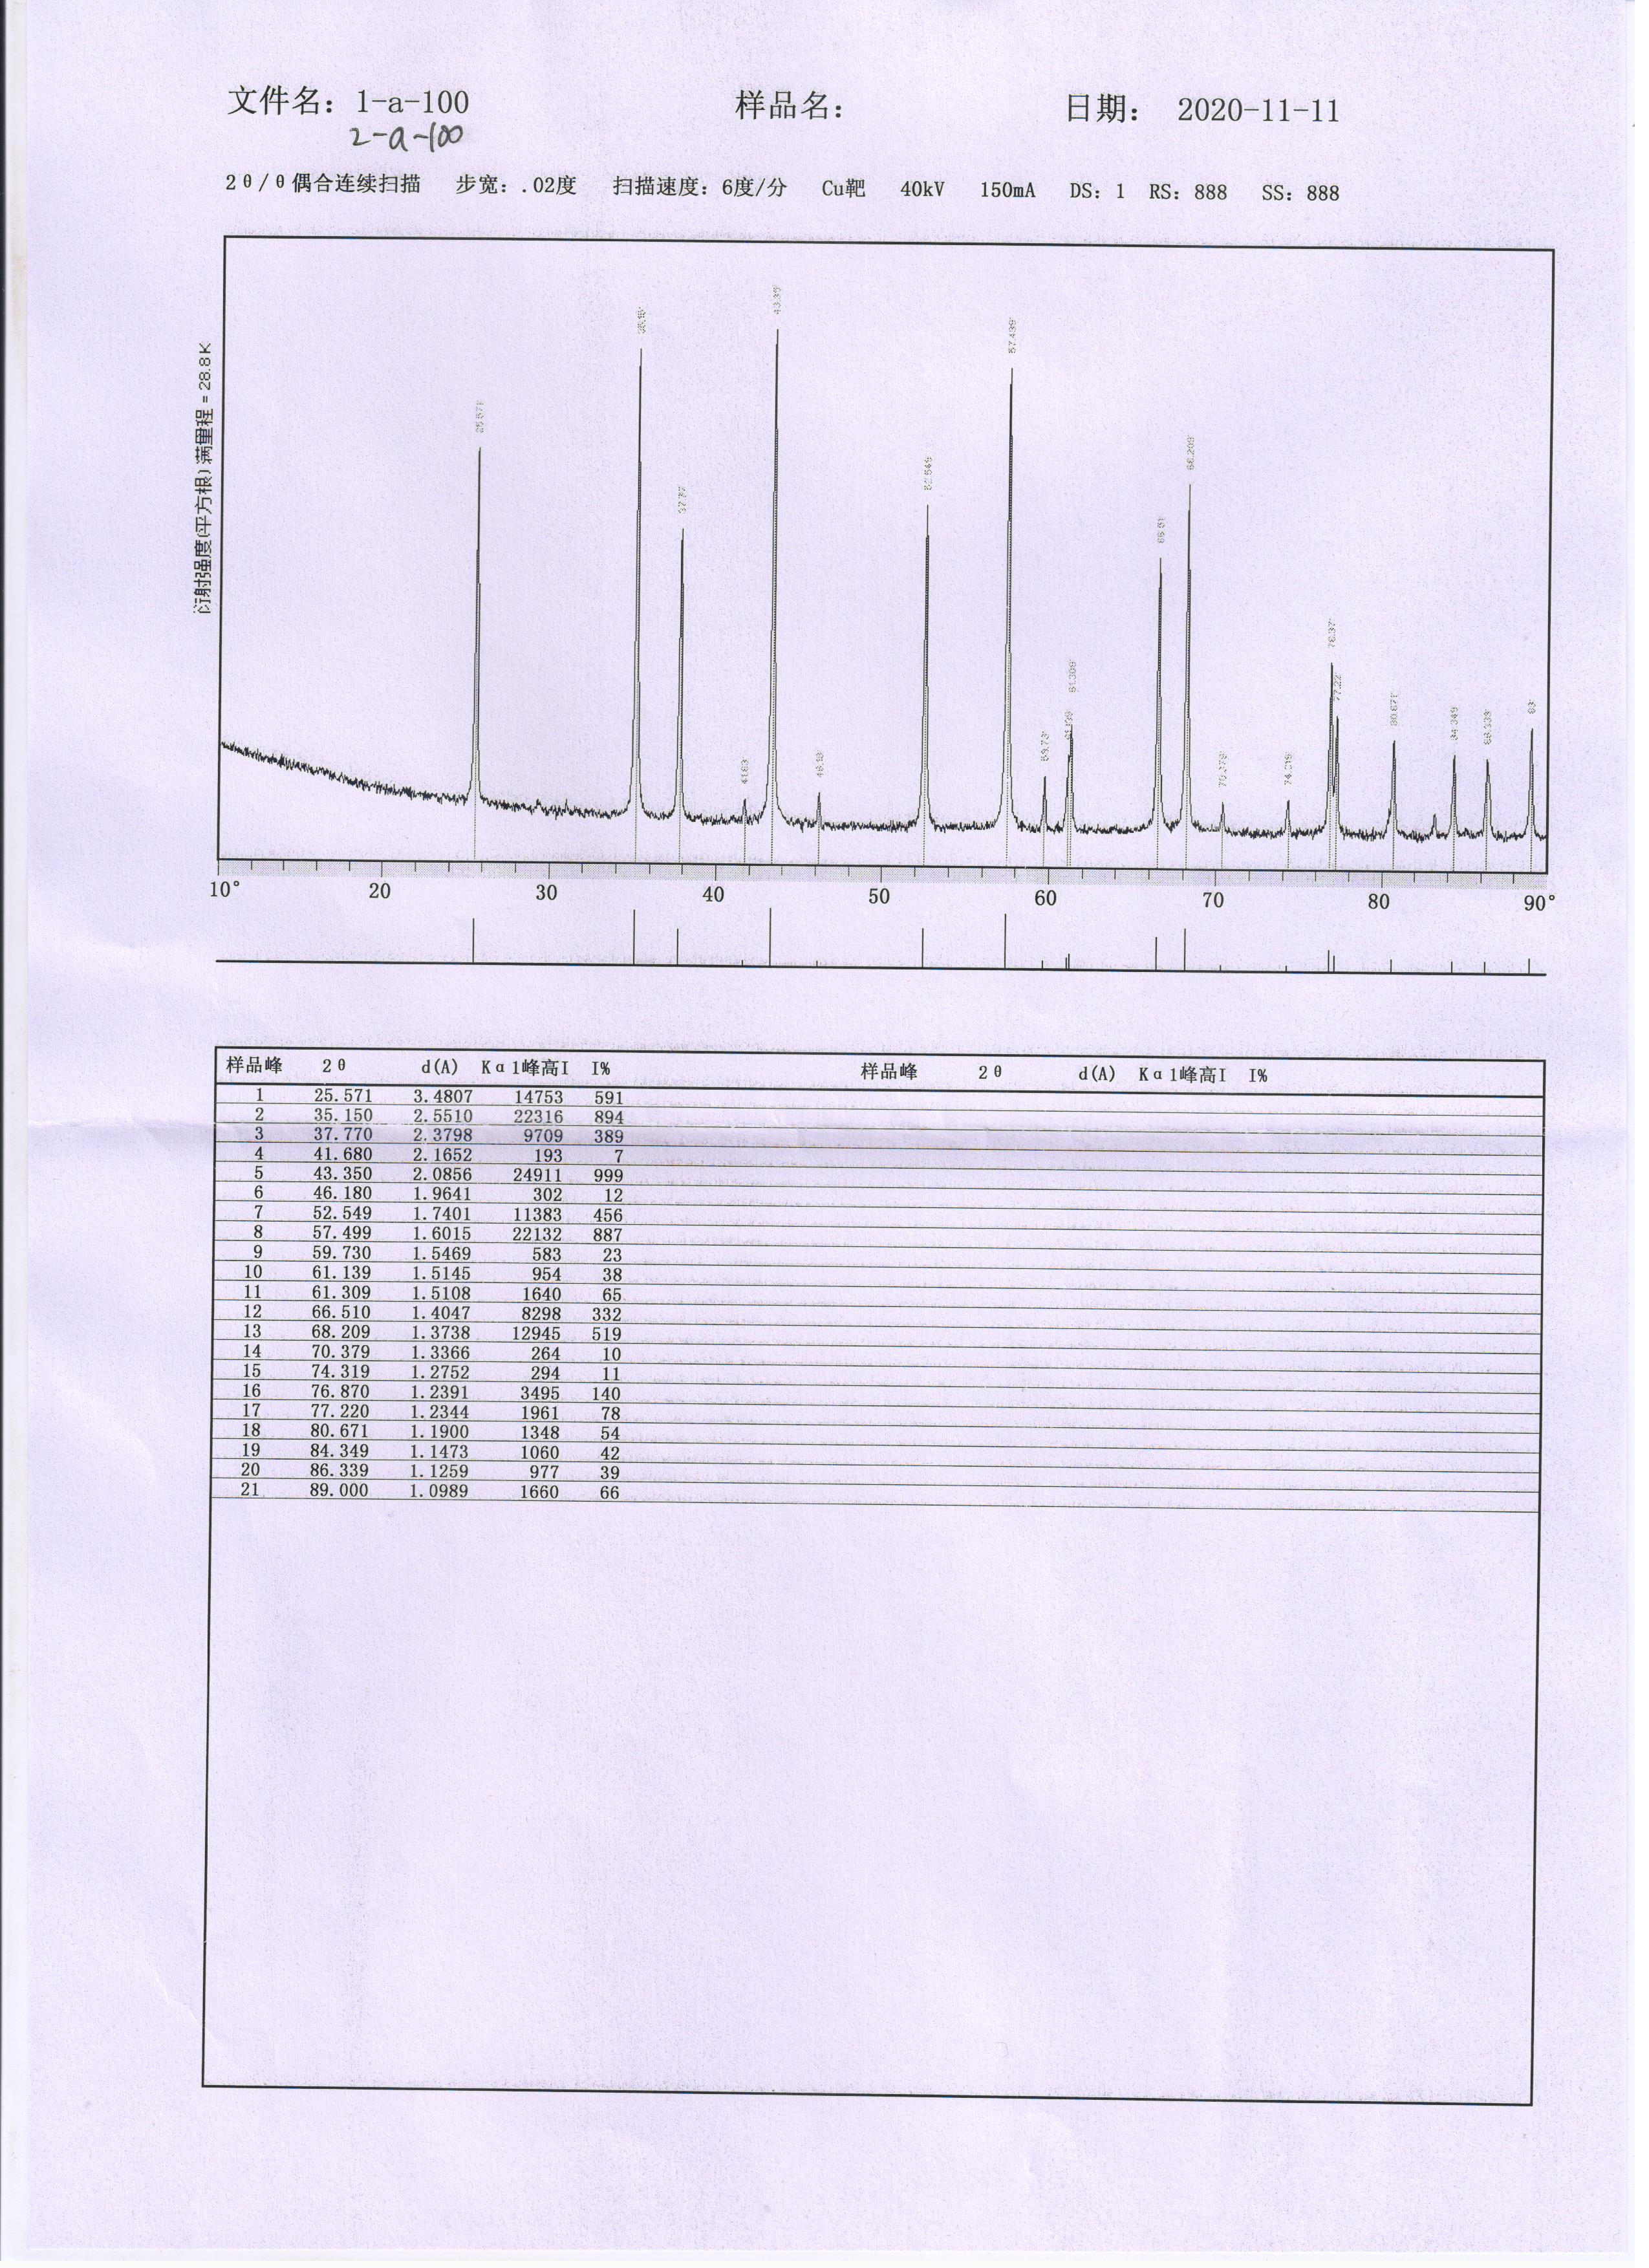 文件名: 1-a-100 样品名: 日期: 2020-11-11
2-a-100
2θ/θ偶合连续扫描 步宽: .02度 扫描速度: 6度/分 Cu靶 40kV 150mA DS: 1 RS: 888 SS: 888
衍射强度(平方根)满里程 = 28.8K
43.35°
35.15°
57.499°
25.571°
68.209°
52.549°
37.77°
66.51°
76.87°
61.309°
77.22°
80.671°
84.349°
86.339°
59.73°
46.18°
74.319°
70.379°
10° 20 30 40 50 60 70 80 90°
样品峰 2θ d(A) Kα1峰高I I% 样品峰 2θ d(A) Kα1峰高I I%
1 25.571 3.4807 14753 591
2 35.150 2.5510 22316 894
3 37.770 2.3798 9709 389
4 41.680 2.1652 193 7
5 43.350 2.0856 24911 999
6 46.180 1.9641 302 12
7 52.549 1.7401 11383 456
8 57.499 1.6015 22132 887
9 59.730 1.5469 583 23
10 61.139 1.5145 954 38
11 61.309 1.5108 1640 65
12 66.510 1.4047 8298 332
13 68.209 1.3738 12945 519
14 70.379 1.3366 264 10
15 74.319 1.2752 294 11
16 76.870 1.2391 3495 140
17 77.220 1.2344 1961 78
18 80.671 1.1900 1348 54
19 84.349 1.1473 1060 42
20 86.339 1.1259 977 39
21 89.000 1.0989 1660 66